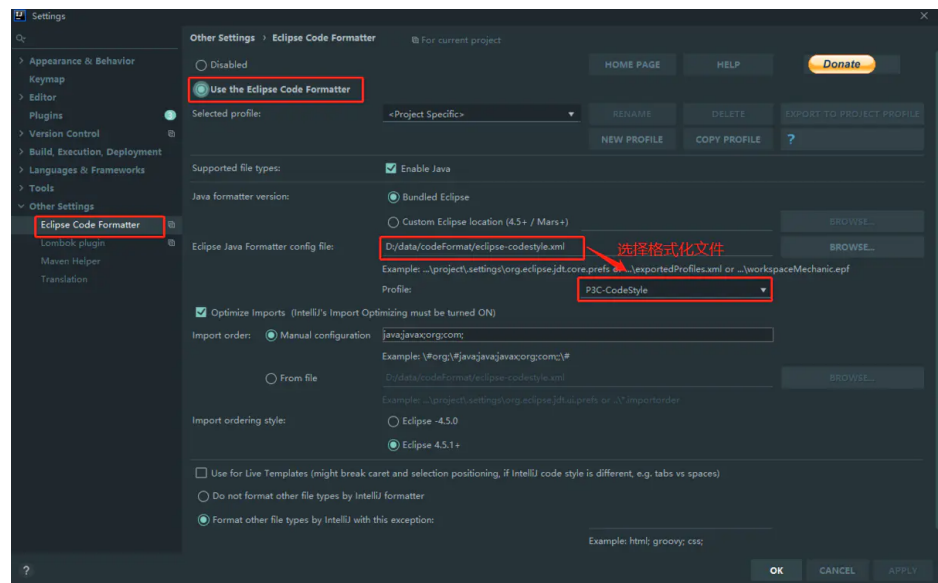 Settings
Other Settings > Eclipse Code Formatter
For current project
Appearance & Behavior
Keymap
Editor
Plugins
Version Control
Build, Execution, Deployment
Languages & Frameworks
Tools
Other Settings
Eclipse Code Formatter
Lombok plugin
Maven Helper
Translation
Disabled
HOME PAGE
HELP
Donate
Use the Eclipse Code Formatter
Selected profile:
<Project Specific>
RENAME
DELETE
EXPORT TO PROJECT PROFILE
NEW PROFILE
COPY PROFILE
?
Supported file types:
Enable Java
Java formatter version:
Bundled Eclipse
Custom Eclipse location (4.5+ / Mars+)
BROWSE...
Eclipse Java Formatter config file:
D:/data/codeFormat/eclipse-codestyle.xml
选择格式化文件
BROWSE...
Example: ...\project\.settings\org.eclipse.jdt.core.prefs or ...\exportedProfiles.xml or ...\workspaceMechanic.epf
Profile:
P3C-CodeStyle
Optimize Imports (IntelliJ's Import Optimizing must be turned ON)
Import order:
Manual configuration
java;javax;org;com;
Example: \#org;\#java;java;javax;org;com;;\#
From file
D:/data/codeFormat/eclipse-codestyle.xml
BROWSE...
Example: ...\project\.settings\org.eclipse.jdt.ui.prefs or ...\*.importorder
Import ordering style:
Eclipse -4.5.0
Eclipse 4.5.1+
Use for Live Templates (might break caret and selection positioning, if IntelliJ code style is different, e.g. tabs vs spaces)
Do not format other file types by IntelliJ formatter
Format other file types by IntelliJ with this exception:
Example: html; groovy; css;
?
OK
CANCEL
APPLY